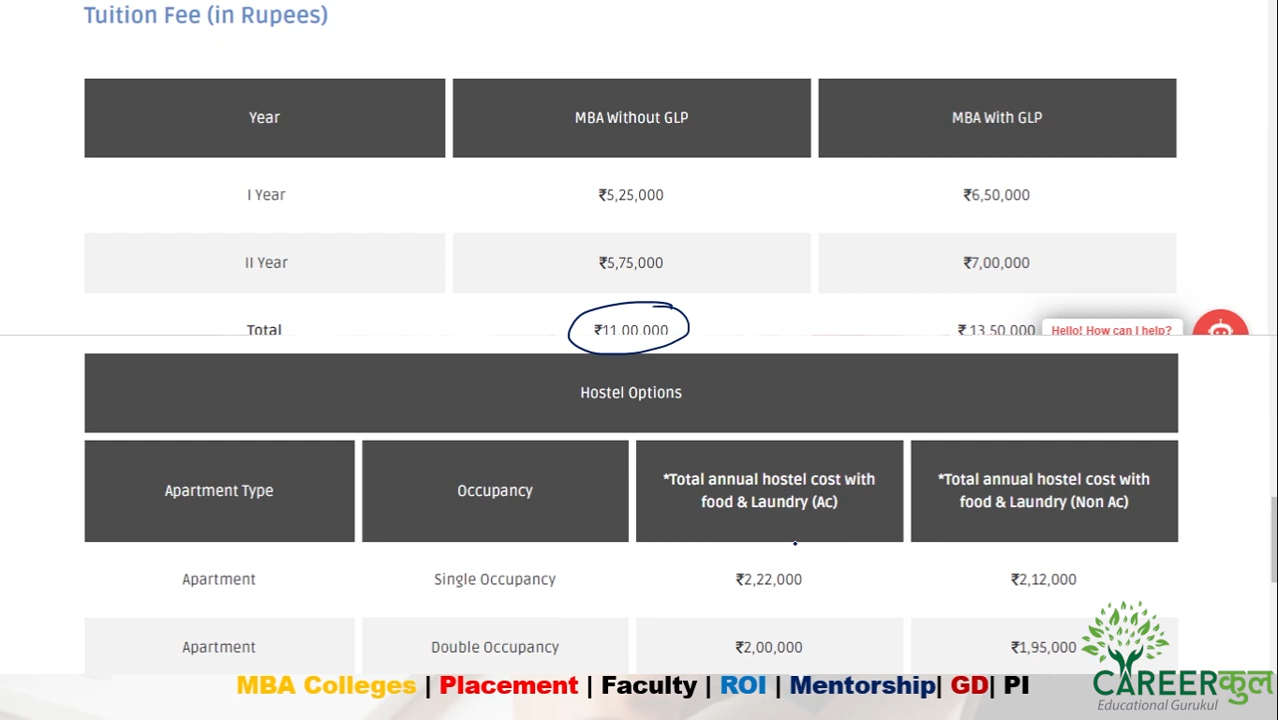 Tuition Fee (in Rupees)
Year MBA Without GLP MBA With GLP
I Year ₹5,25,000 ₹6,50,000
II Year ₹5,75,000 ₹7,00,000
Total ₹11,00,000 ₹ 13,50,000
Hello! How can I help?
Hostel Options
Apartment Type Occupancy *Total annual hostel cost with food & Laundry (Ac) *Total annual hostel cost with food & Laundry (Non Ac)
Apartment Single Occupancy ₹2,22,000 ₹2,12,000
Apartment Double Occupancy ₹2,00,000 ₹1,95,000
MBA Colleges | Placement | Faculty | ROI | Mentorship| GD| PI
CAREERकुल
Educational Gurukul